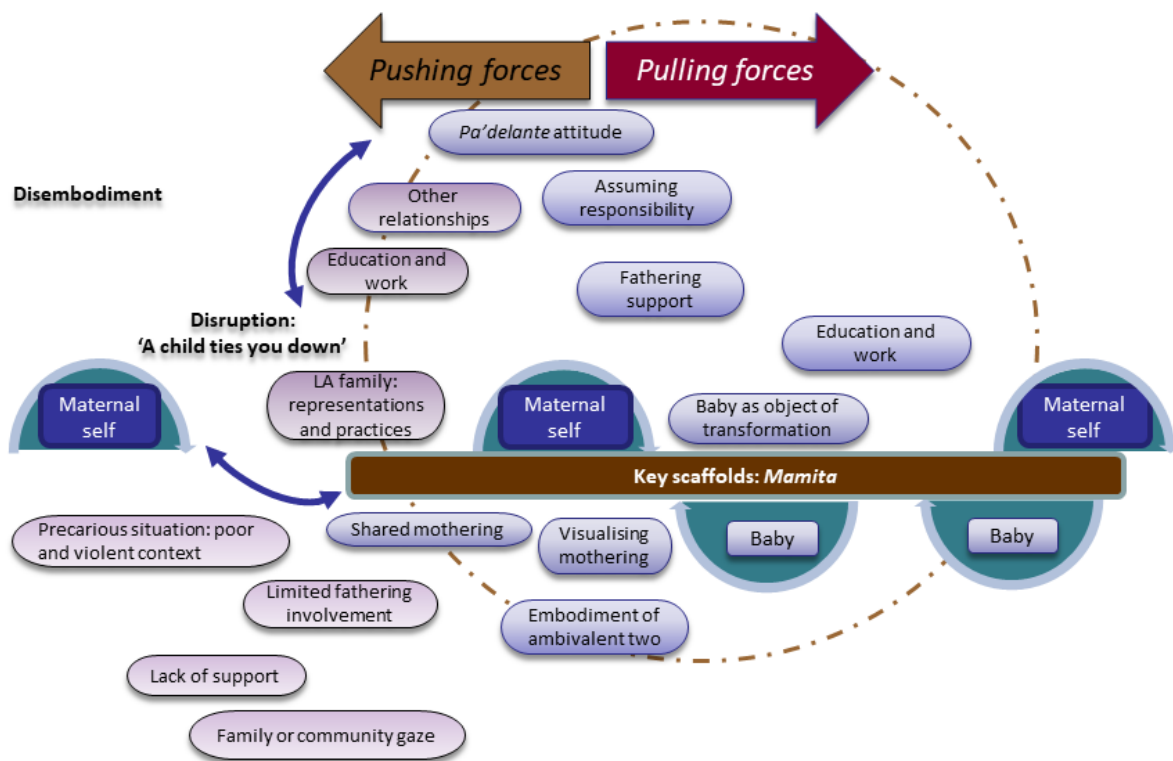 Pushing forces
Pulling forces
Pa’delante attitude
Disembodiment
Other
relationships
Assuming
responsibility
Education and
work
Fathering
support
Disruption:
‘A child ties you down’
Education and
work
LA family:
representations
and practices
Maternal
self
Maternal
self
Baby as object of
transformation
Maternal
self
Key scaffolds: Mamita
Precarious situation: poor
and violent context
Shared mothering
Visualising
mothering
Baby
Baby
Limited fathering
involvement
Embodiment of
ambivalent two
Lack of support
Family or community gaze